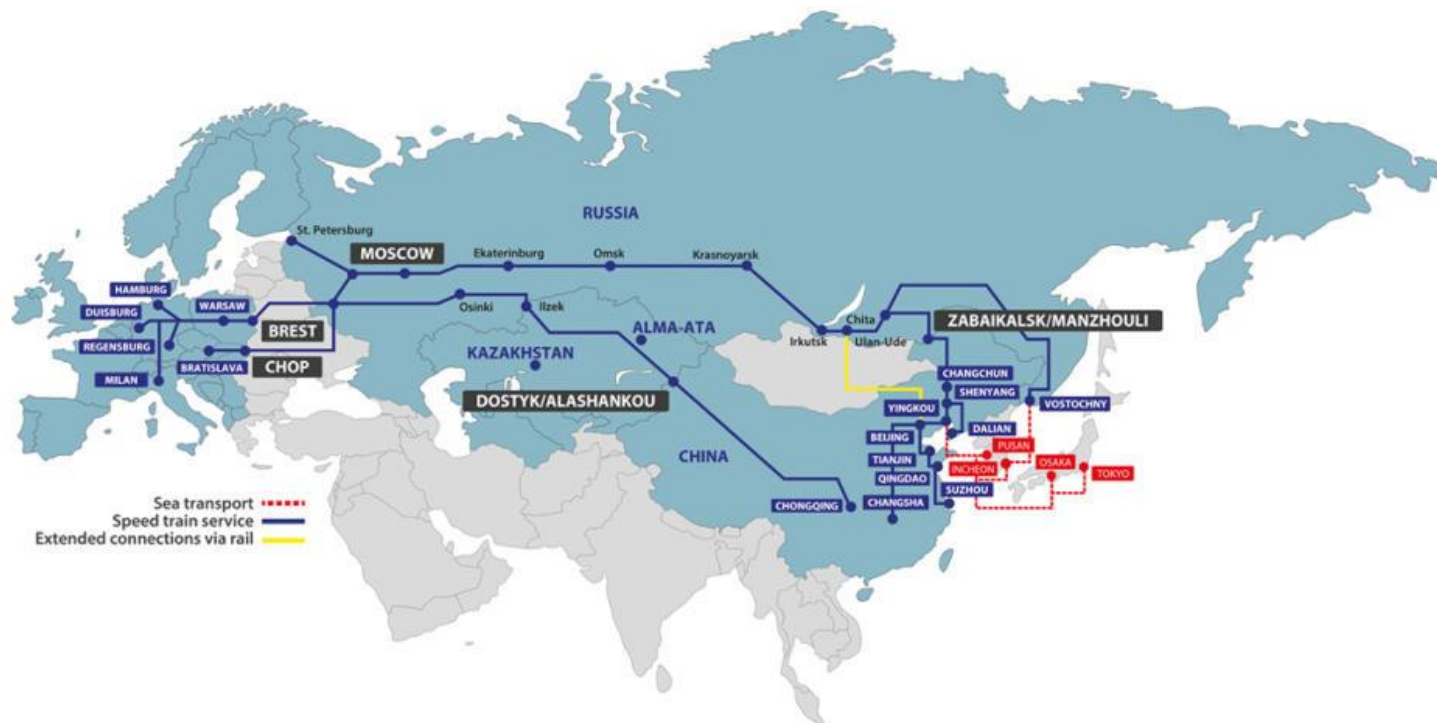 RUSSIA
St. Petersburg
MOSCOW
Ekaterinburg
Omsk
Krasnoyarsk
HAMBURG
DUISBURG
WARSAW
Osinki
Ilzek
Chita
ZABAIKALSK/MANZHOULI
BREST
ALMA-ATA
Irkutsk
Ulan-Ude
REGENSBURG
KAZAKHSTAN
CHOP
BRATISLAVA
MILAN
CHANGCHUN
SHENYANG
DOSTYK/ALASHANKOU
YINGKOU
VOSTOCHNY
DALIAN
BEIJING
PUSAN
CHINA
TIANJIN
INCHEON
OSAKA
TOKYO
QINGDAO
SUZHOU
CHONGQING
CHANGSHA
Sea transport
Speed train service
Extended connections via rail